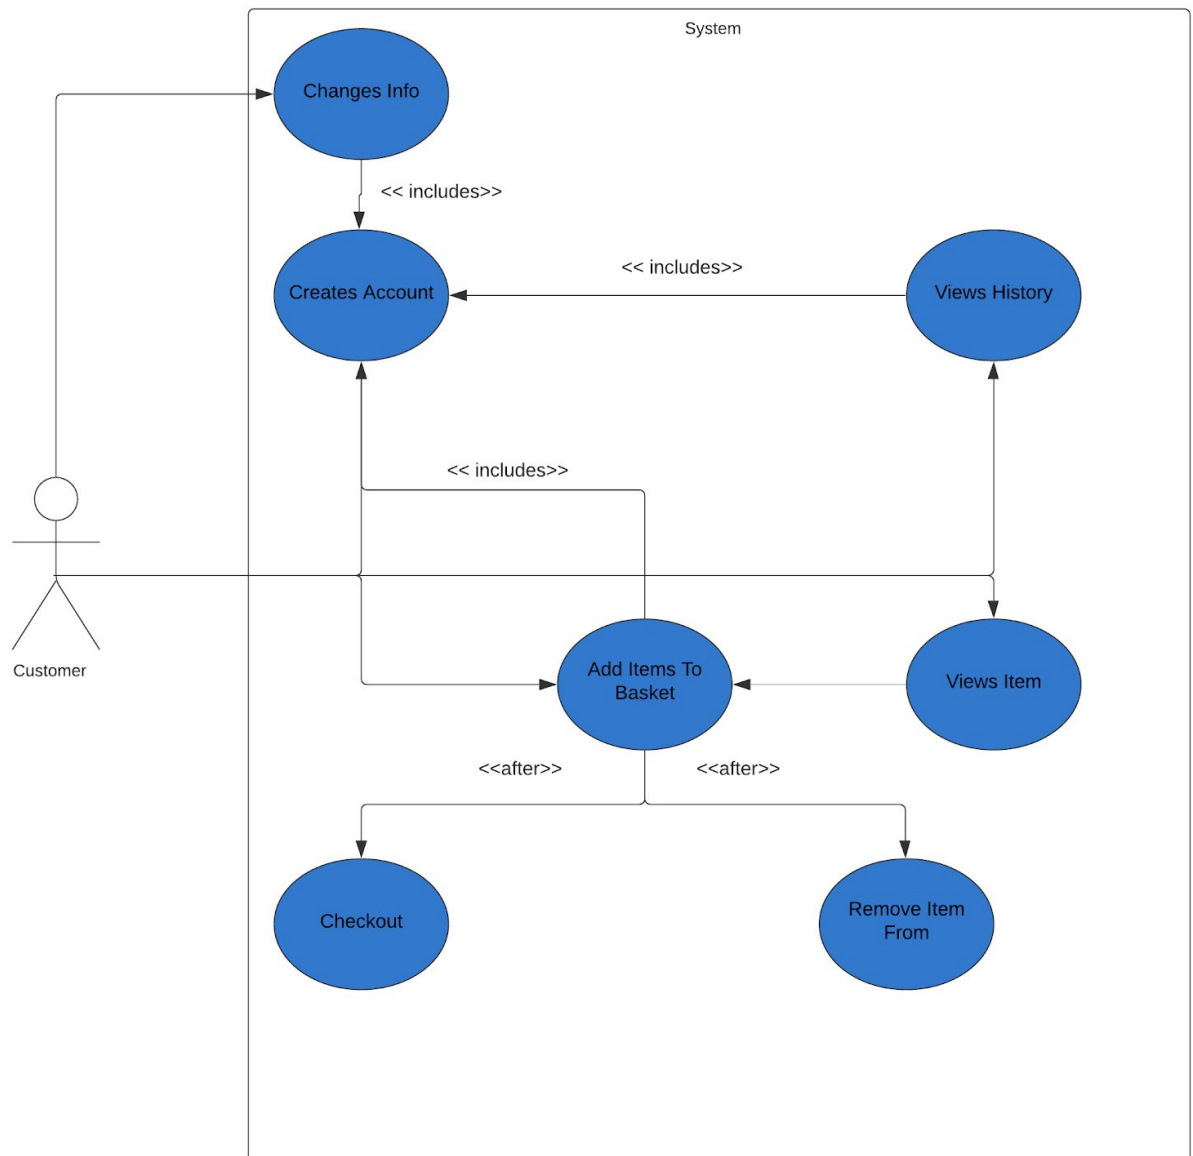 System
Changes Info
<< includes>>
<< includes>>
Creates Account
Views History
<< includes>>
Customer
Add Items To
Basket
Views Item
<<after>>
<<after>>
Checkout
Remove Item
From